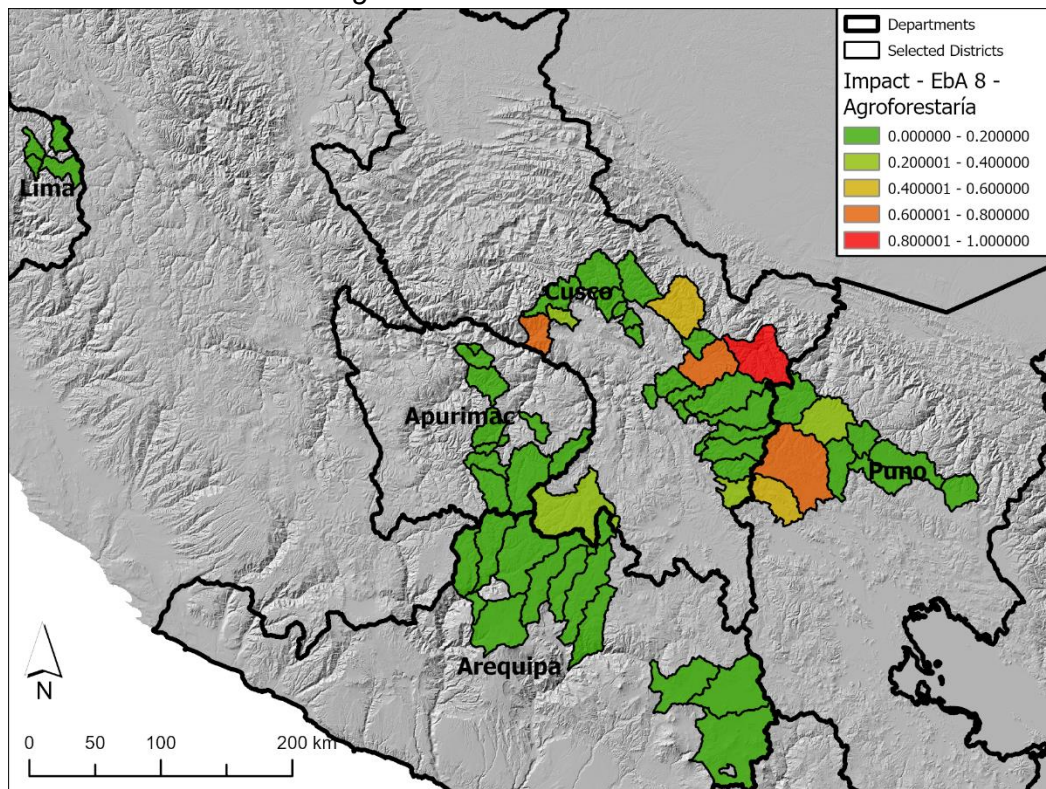 Departments
Selected Districts
Impact - EbA 8 -
Agroforestaría
0.000000 - 0.200000
0.200001 - 0.400000
0.400001 - 0.600000
0.600001 - 0.800000
0.800001 - 1.000000
Lima
Cusco
Apurimac
Puno
Arequipa
N
0 50 100 200 km